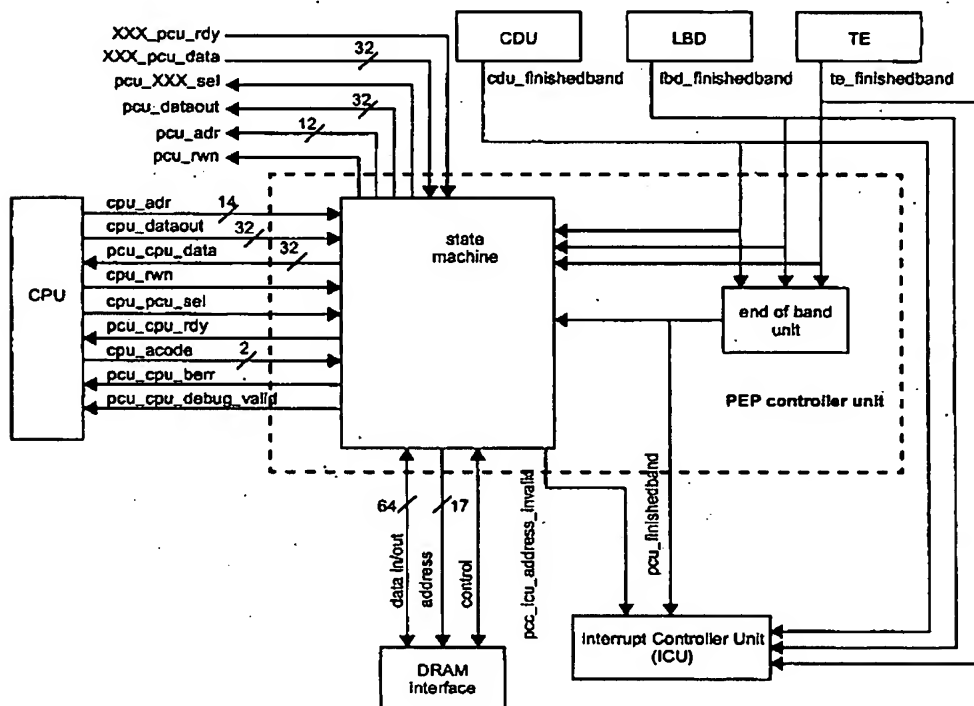 XXX_pcu_rdy
XXX_pcu_data
32
pcu_XXX_sel
pcu_dataout
32
pcu_adr
12
pcu_rwn
CDU
LBD
TE
cdu_finishedband
lbd_finishedband
te_finishedband
CPU
cpu_adr
14
cpu_dataout
32
pcu_cpu_data
32
cpu_rwn
cpu_pcu_sel
pcu_cpu_rdy
cpu_acode
2
pcu_cpu_berr
pcu_cpu_debug_valid
state
machine
end of band
unit
PEP controller unit
64
17
data in/out
address
control
pcc_icu_address_invalid
pcu_finishedband
DRAM
interface
Interrupt Controller Unit
(ICU)